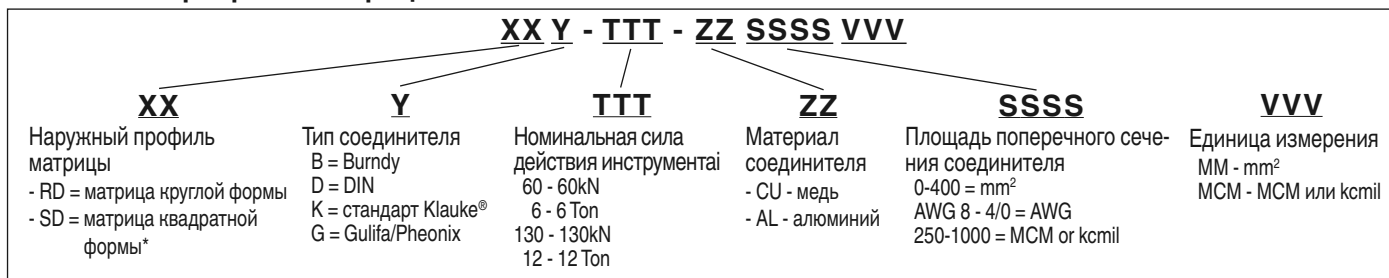 XX Y - TTT - ZZ SSSS VVV
XX
Наружный профиль
матрицы
- RD = матрица круглой формы
- SD = матрица квадратной
формы*
Y
Тип соединителя
B = Burndy
D = DIN
K = стандарт Klauke®
G = Gulifa/Pheonix
TTT
Номинальная сила
действия инструментаi
60 - 60kN
6 - 6 Ton
130 - 130kN
12 - 12 Ton
ZZ
Материал
соединителя
- CU - медь
- AL - алюминий
SSSS
Площадь поперечного сече-
ния соединителя
0-400 = mm²
AWG 8 - 4/0 = AWG
250-1000 = MCM or kcmil
VVV
Единица измерения
MM - mm²
MCM - MCM или kcmil